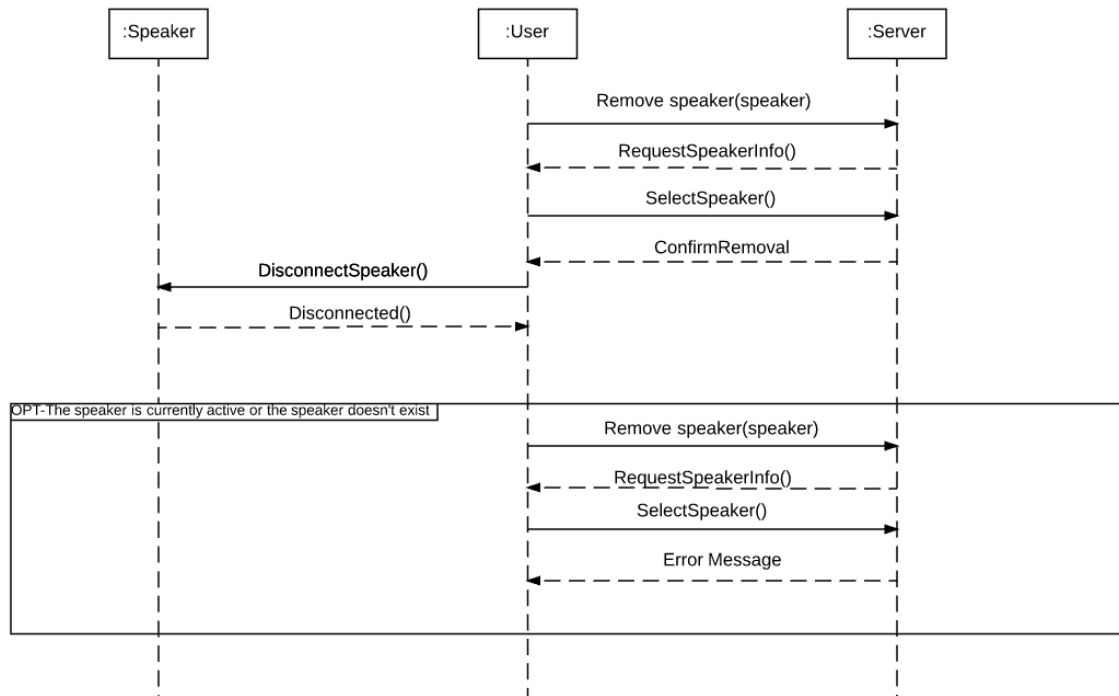 :Speaker
:User
:Server
Remove speaker(speaker)
RequestSpeakerInfo()
SelectSpeaker()
ConfirmRemoval
DisconnectSpeaker()
Disconnected()
OPT-The speaker is currently active or the speaker doesn't exist
Remove speaker(speaker)
RequestSpeakerInfo()
SelectSpeaker()
Error Message